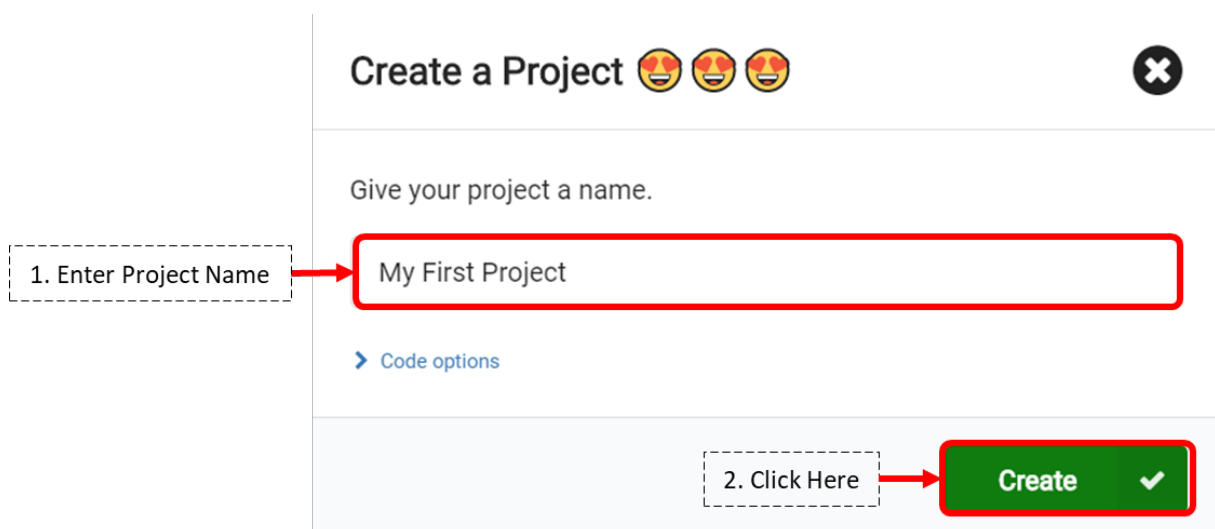 Create a Project 😍 😍 😍
Give your project a name.
1. Enter Project Name
My First Project
Code options
2. Click Here
Create